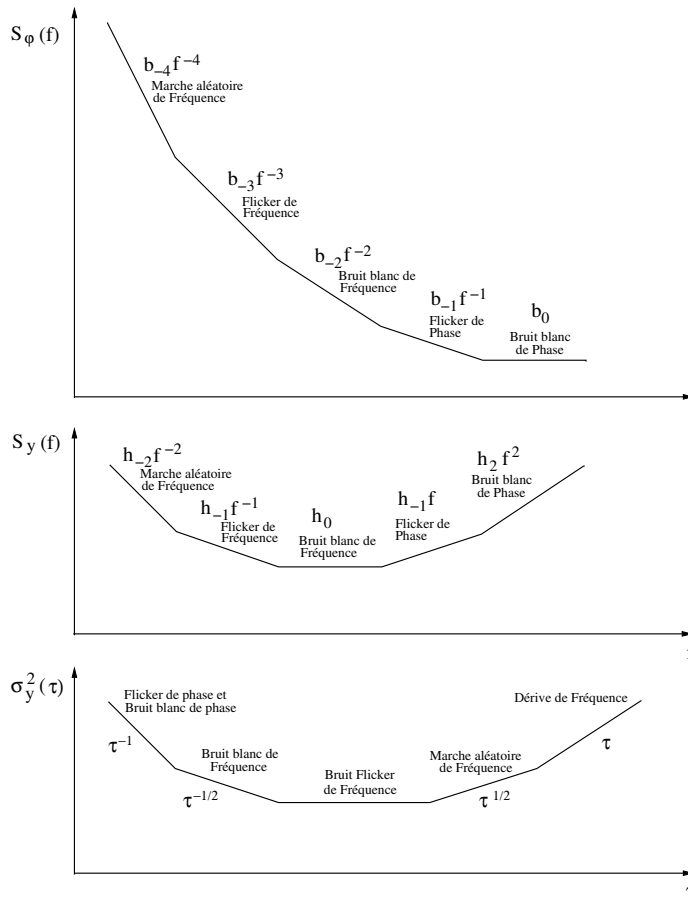 S_φ(f)
b_{-4}f^{-4}
Marche aléatoire
de Fréquence
b_{-3}f^{-3}
Flicker de
Fréquence
b_{-2}f^{-2}
Bruit blanc de
Fréquence
b_{-1}f^{-1}
Flicker de
Phase
b_0
Bruit blanc
de Phase
S_y(f)
h_{-2}f^{-2}
Marche aléatoire
de Fréquence
h_{-1}f^{-1}
Flicker de
Fréquence
h_0
Bruit blanc de
Fréquence
h_{-1}f
Flicker de
Phase
h_2f^2
Bruit blanc
de Phase
σ_y^2(τ)
Flicker de phase et
Bruit blanc de phase
τ^{-1}
Bruit blanc de
Fréquence
τ^{-1/2}
Bruit Flicker
de Fréquence
Marche aléatoire
de Fréquence
τ^{1/2}
Dérive de Fréquence
τ